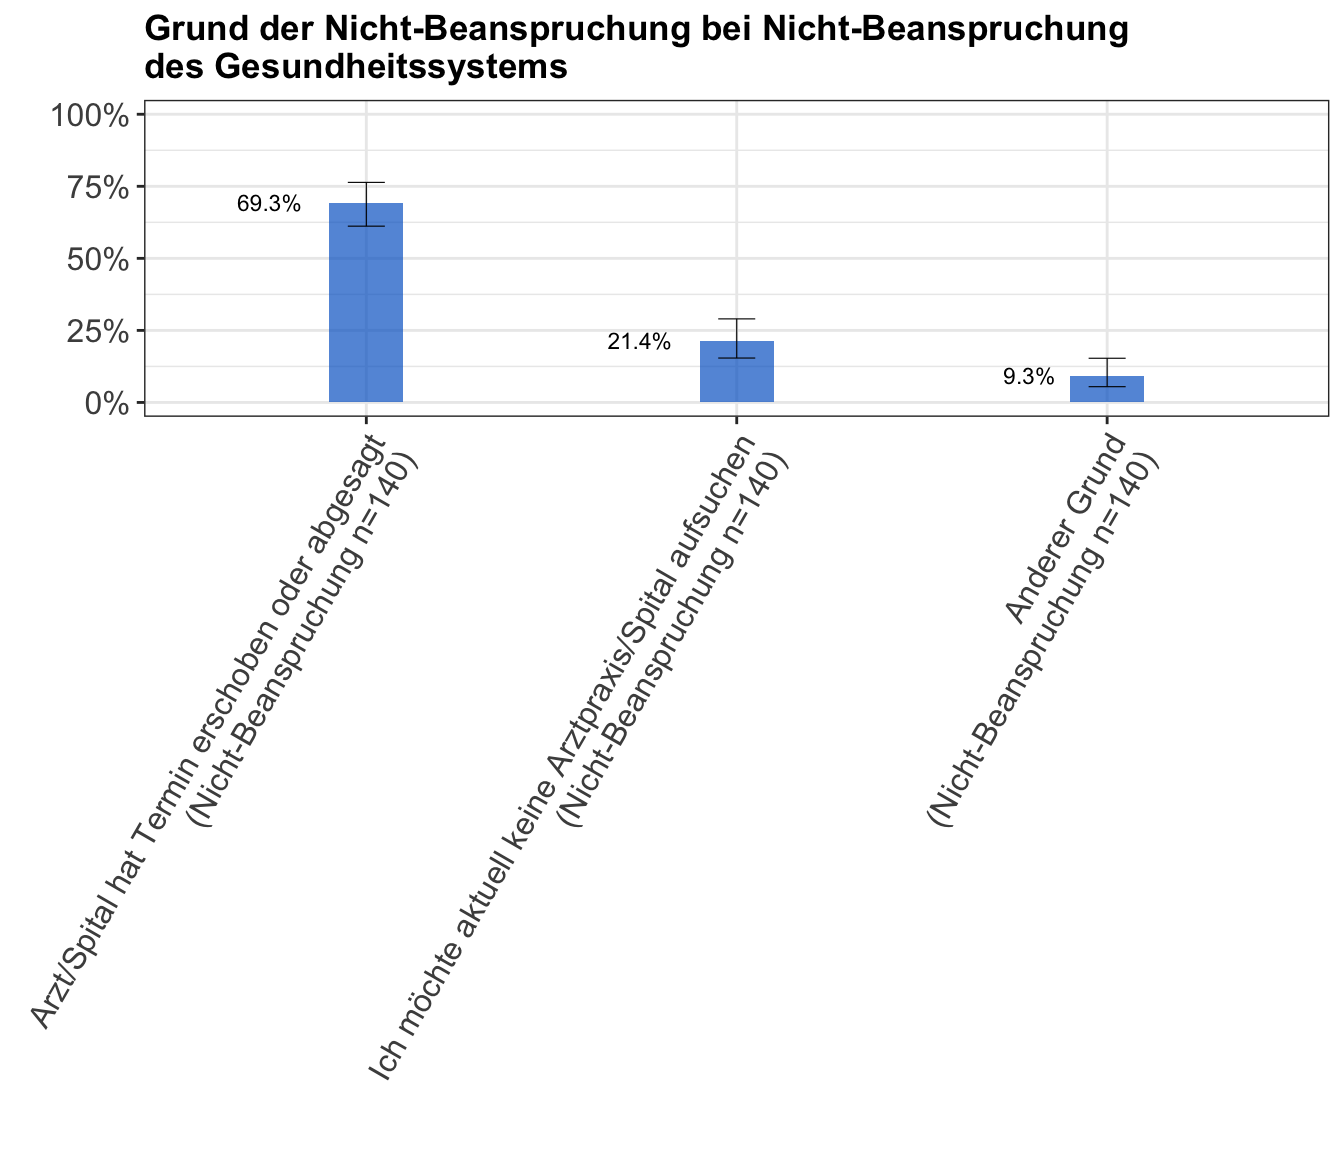 Grund der Nicht-Beanspruchung bei Nicht-Beanspruchung
des Gesundheitssystems
100%
75%
50%
25%
0%
69.3%
21.4%
9.3%
Arzt/Spital hat Termin erschoben oder abgesagt
(Nicht-Beanspruchung n=140)
Ich möchte aktuell keine Arztpraxis/Spital aufsuchen
(Nicht-Beanspruchung n=140)
Anderer Grund
(Nicht-Beanspruchung n=140)